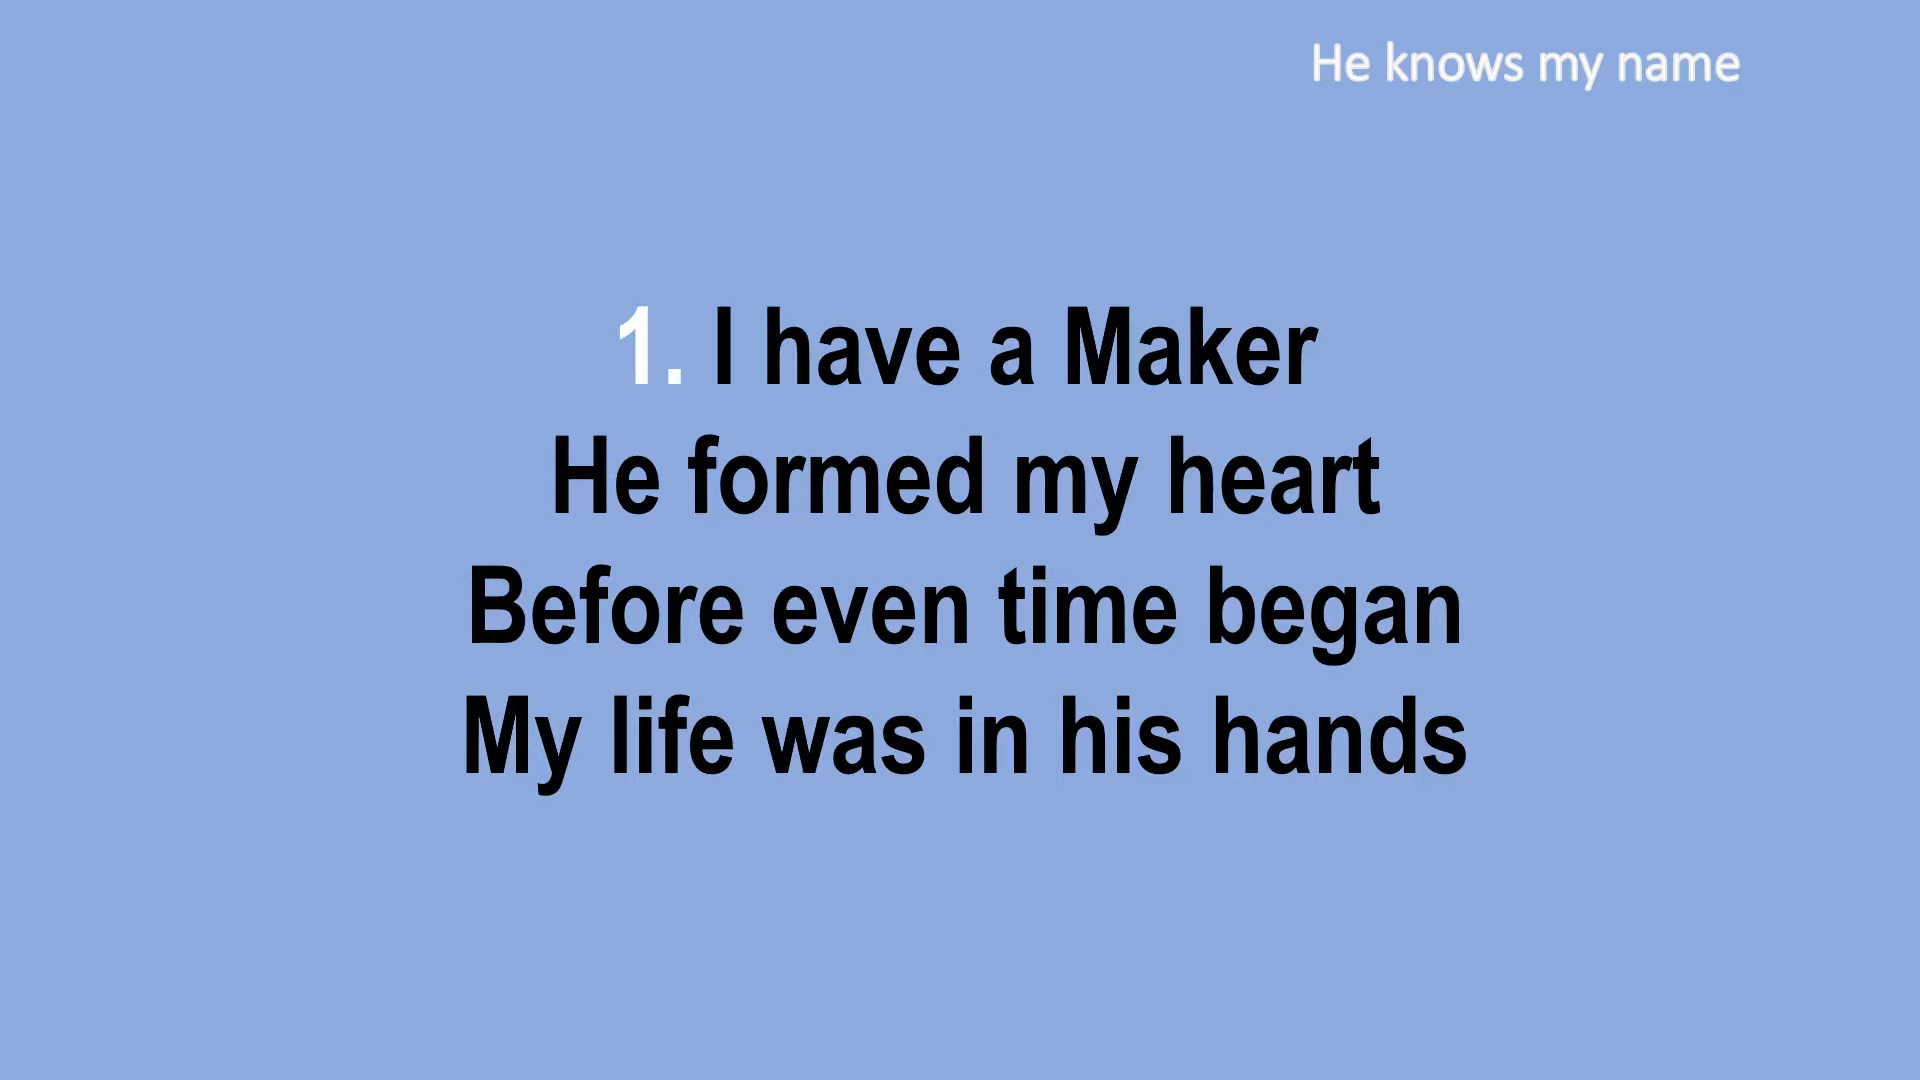 He knows my name
1. I have a Maker
He formed my heart
Before even time began
My life was in his hands